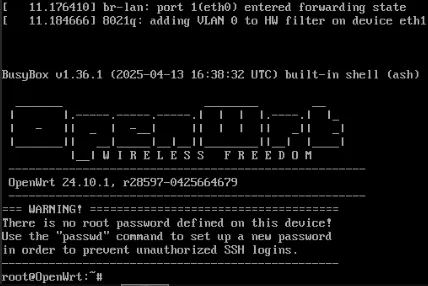 [   11.176410] br-lan: port 1(eth0) entered forwarding state
[   11.184666] 8021q: adding VLAN 0 to HW filter on device eth1
BusyBox v1.36.1 (2025-04-13 16:38:32 UTC) built-in shell (ash)
OpenWrt
W I R E L E S S   F R E E D O M
OpenWrt 24.10.1, r28597-0425664679
=== WARNING! =====================================
There is no root password defined on this device!
Use the "passwd" command to set up a new password
in order to prevent unauthorized SSH logins.
root@OpenWrt:~#